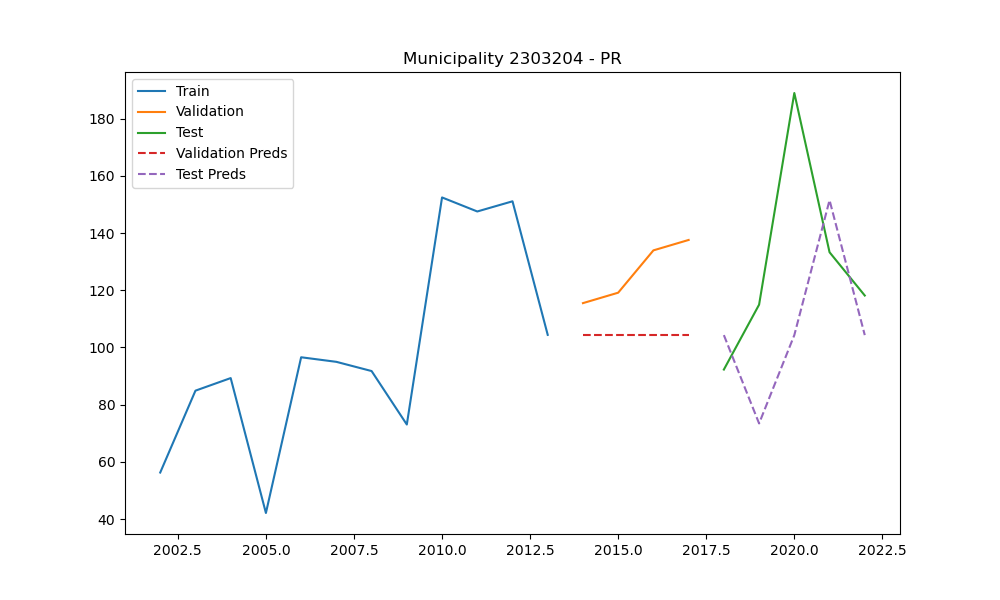 Municipality 2303204 - PR
Train
Validation
Test
Validation Preds
Test Preds
180
160
140
120
100
80
60
40
2002.5 2005.0 2007.5 2010.0 2012.5 2015.0 2017.5 2020.0 2022.5